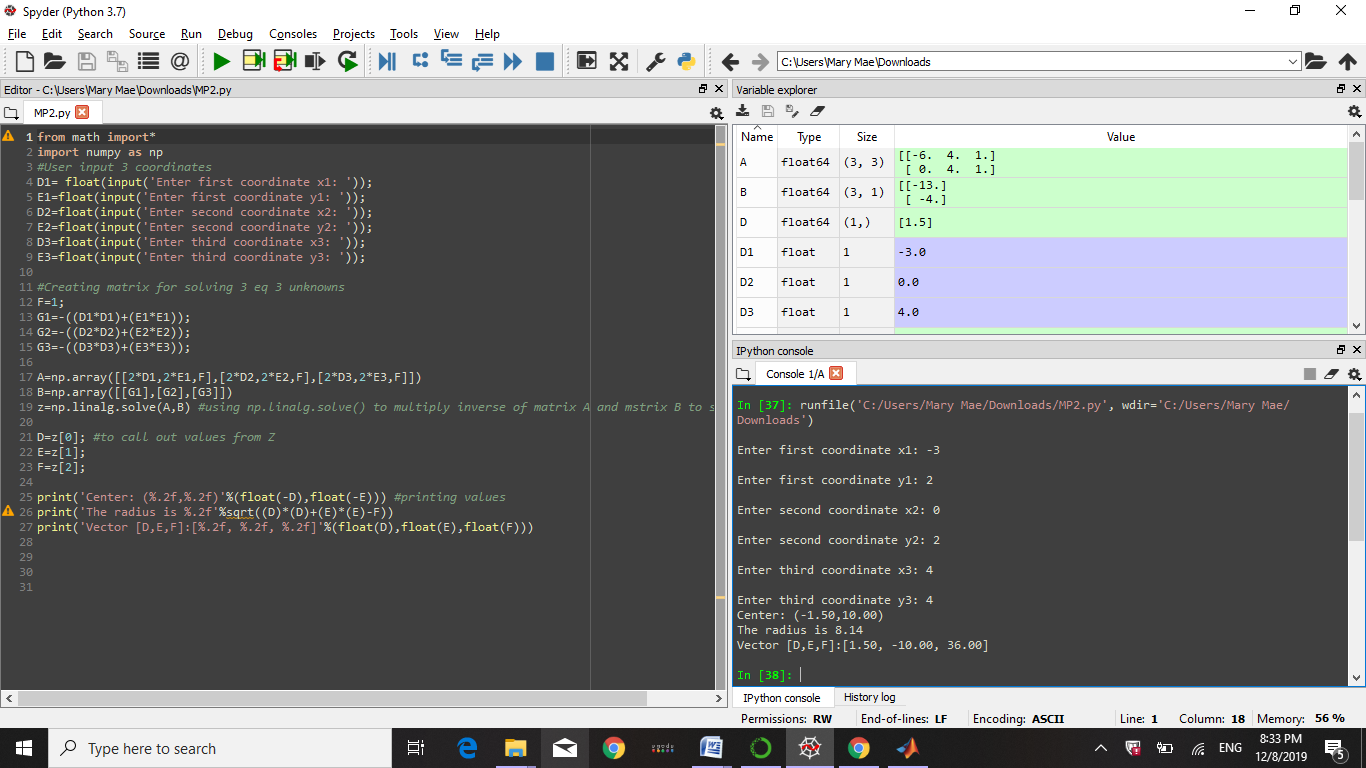 Spyder (Python 3.7)
File Edit Search Source Run Debug Consoles Projects Tools View Help
C:\Users\Mary Mae\Downloads
Editor - C:\Users\Mary Mae\Downloads\MP2.py
MP2.py
1 from math import*
2 import numpy as np
3 #User input 3 coordinates
4 D1= float(input('Enter first coordinate x1: '));
5 E1=float(input('Enter first coordinate y1: '));
6 D2=float(input('Enter second coordinate x2: '));
7 E2=float(input('Enter second coordinate y2: '));
8 D3=float(input('Enter third coordinate x3: '));
9 E3=float(input('Enter third coordinate y3: '));
10
11 #Creating matrix for solving 3 eq 3 unknowns
12 F=1;
13 G1=-((D1*D1)+(E1*E1));
14 G2=-((D2*D2)+(E2*E2));
15 G3=-((D3*D3)+(E3*E3));
16
17 A=np.array([[2*D1,2*E1,F],[2*D2,2*E2,F],[2*D3,2*E3,F]])
18 B=np.array([[G1],[G2],[G3]])
19 z=np.linalg.solve(A,B) #using np.linalg.solve() to multiply inverse of matrix A and mstrix B to s
20
21 D=z[0]; #to call out values from Z
22 E=z[1];
23 F=z[2];
24
25 print('Center: (%.2f,%.2f)'%(float(-D),float(-E))) #printing values
26 print('The radius is %.2f'%sqrt((D)*(D)+(E)*(E)-F))
27 print('Vector [D,E,F]:[%.2f, %.2f, %.2f]'%(float(D),float(E),float(F)))
28
29
30
31
Variable explorer
Name Type Size Value
A float64 (3, 3) [[-6. 4. 1.]
[ 0. 4. 1.]
B float64 (3, 1) [[-13.]
[ -4.]
D float64 (1,) [1.5]
D1 float 1 -3.0
D2 float 1 0.0
D3 float 1 4.0
IPython console
Console 1/A
In [37]: runfile('C:/Users/Mary Mae/Downloads/MP2.py', wdir='C:/Users/Mary Mae/
Downloads')
Enter first coordinate x1: -3
Enter first coordinate y1: 2
Enter second coordinate x2: 0
Enter second coordinate y2: 2
Enter third coordinate x3: 4
Enter third coordinate y3: 4
Center: (-1.50,10.00)
The radius is 8.14
Vector [D,E,F]:[1.50, -10.00, 36.00]
In [38]:
IPython console History log
Permissions: RW End-of-lines: LF Encoding: ASCII Line: 1 Column: 18 Memory: 56 %
Type here to search
ENG
8:33 PM
12/8/2019
5